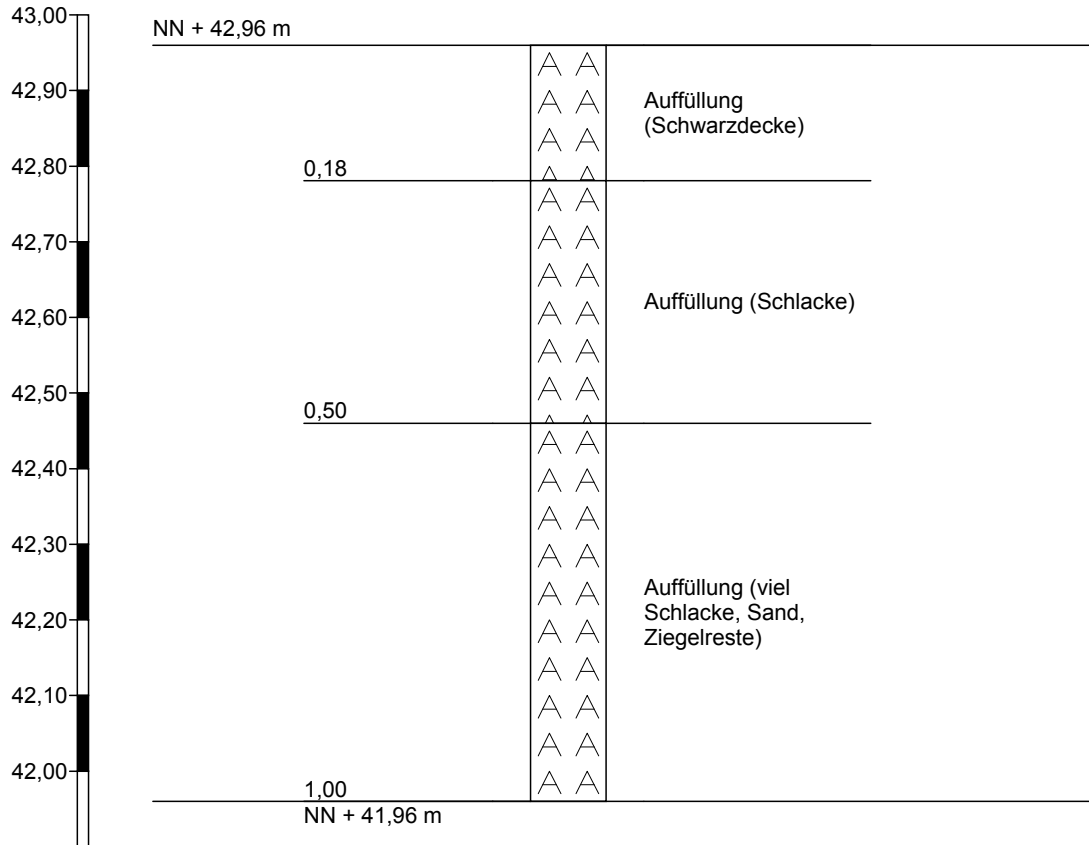 43,00
NN + 42,96 m
42,90
Auffüllung
(Schwarzdecke)
42,80
0,18
42,70
Auffüllung (Schlacke)
42,60
42,50
0,50
42,40
42,30
Auffüllung (viel
Schlacke, Sand,
Ziegelreste)
42,20
42,10
42,00
1,00
NN + 41,96 m